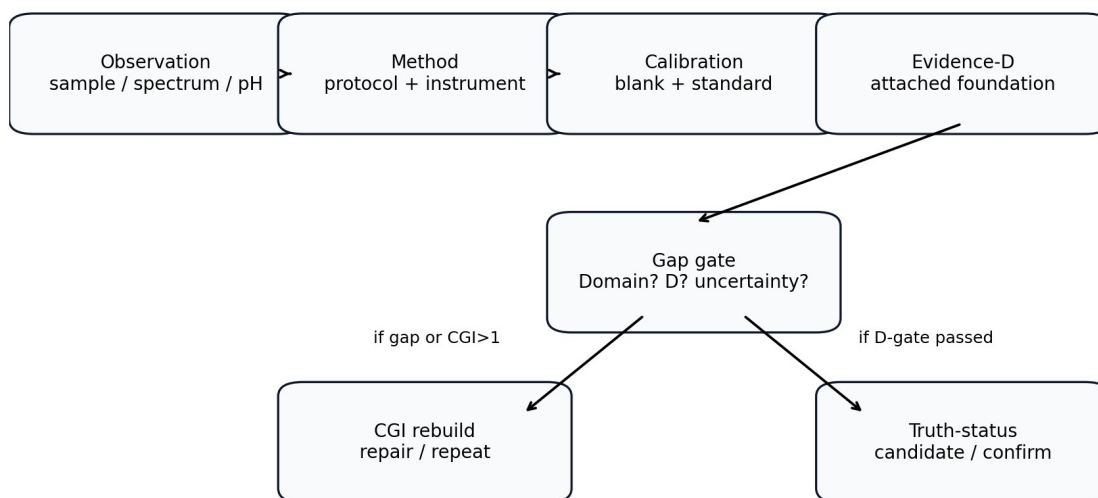 Observation
sample / spectrum / pH
Method
protocol + instrument
Calibration
blank + standard
Evidence-D
attached foundation
Gap gate
Domain? D? uncertainty?
if gap or CGI>1
if D-gate passed
CGI rebuild
repair / repeat
Truth-status
candidate / confirm